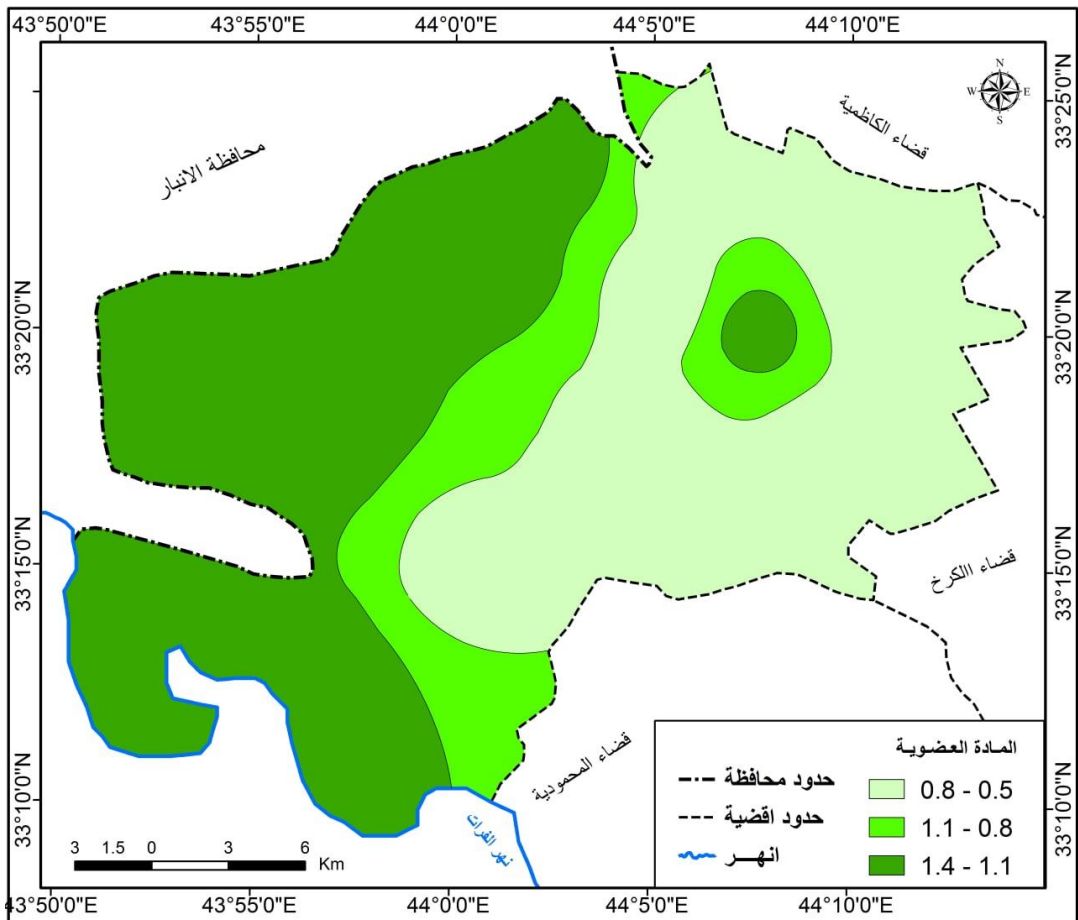 43°50'0"E 43°55'0"E 44°0'0"E 44°5'0"E 44°10'0"E
33°25'0"N
N
W E
S
قضاء الكاظمية
محافظة الانبار
33°20'0"N 33°20'0"N
33°15'0"N 33°15'0"N
قضاء االكرخ
قضاء المحمودية
نهر الفرات
33°10'0"N 33°10'0"N
المادة العضوية
0.8 - 0.5
1.1 - 0.8
1.4 - 1.1
حدود محافظة
حدود اقضية
انهـــر
3 1.5 0 3 6
Km
43°50'0"E 43°55'0"E 44°0'0"E 44°5'0"E 44°10'0"E